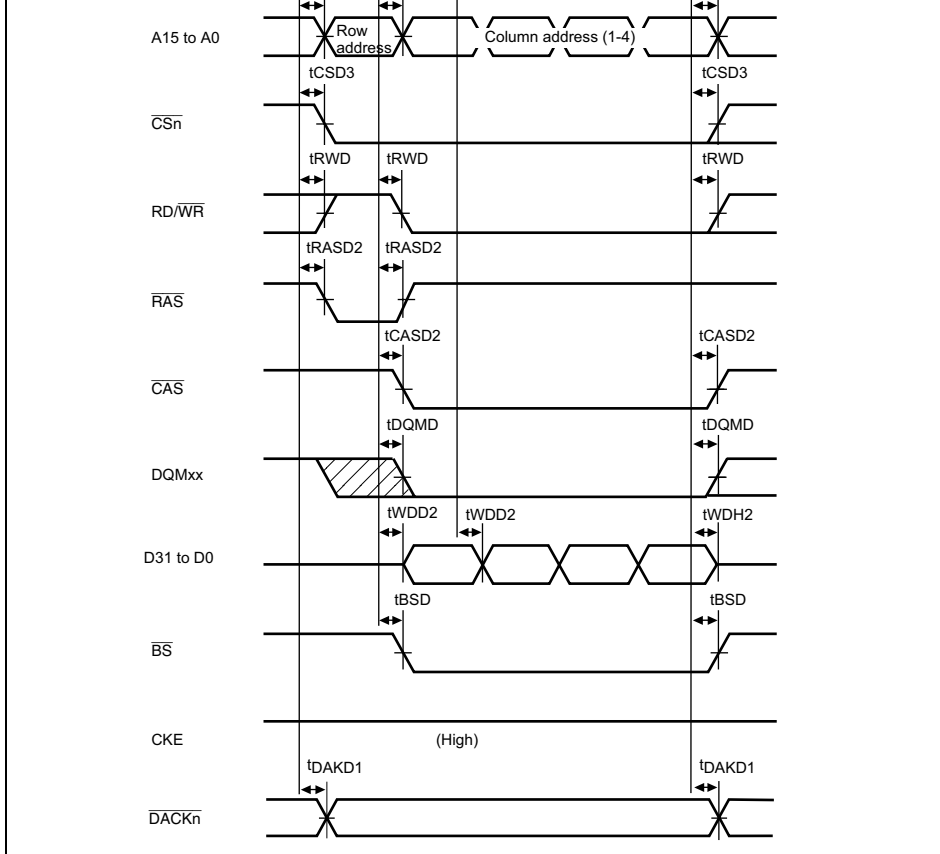 A15 to A0
Row
address
Column address (1-4)
tCSD3 tCSD3
CSn
tRWD tRWD tRWD
RD/WR
tRASD2 tRASD2
RAS
tCASD2 tCASD2
CAS
tDQMD tDQMD
DQMxx
tWDD2 tWDD2 tWDH2
D31 to D0
tBSD tBSD
BS
CKE
(High)
tDAKD1 tDAKD1
DACKn